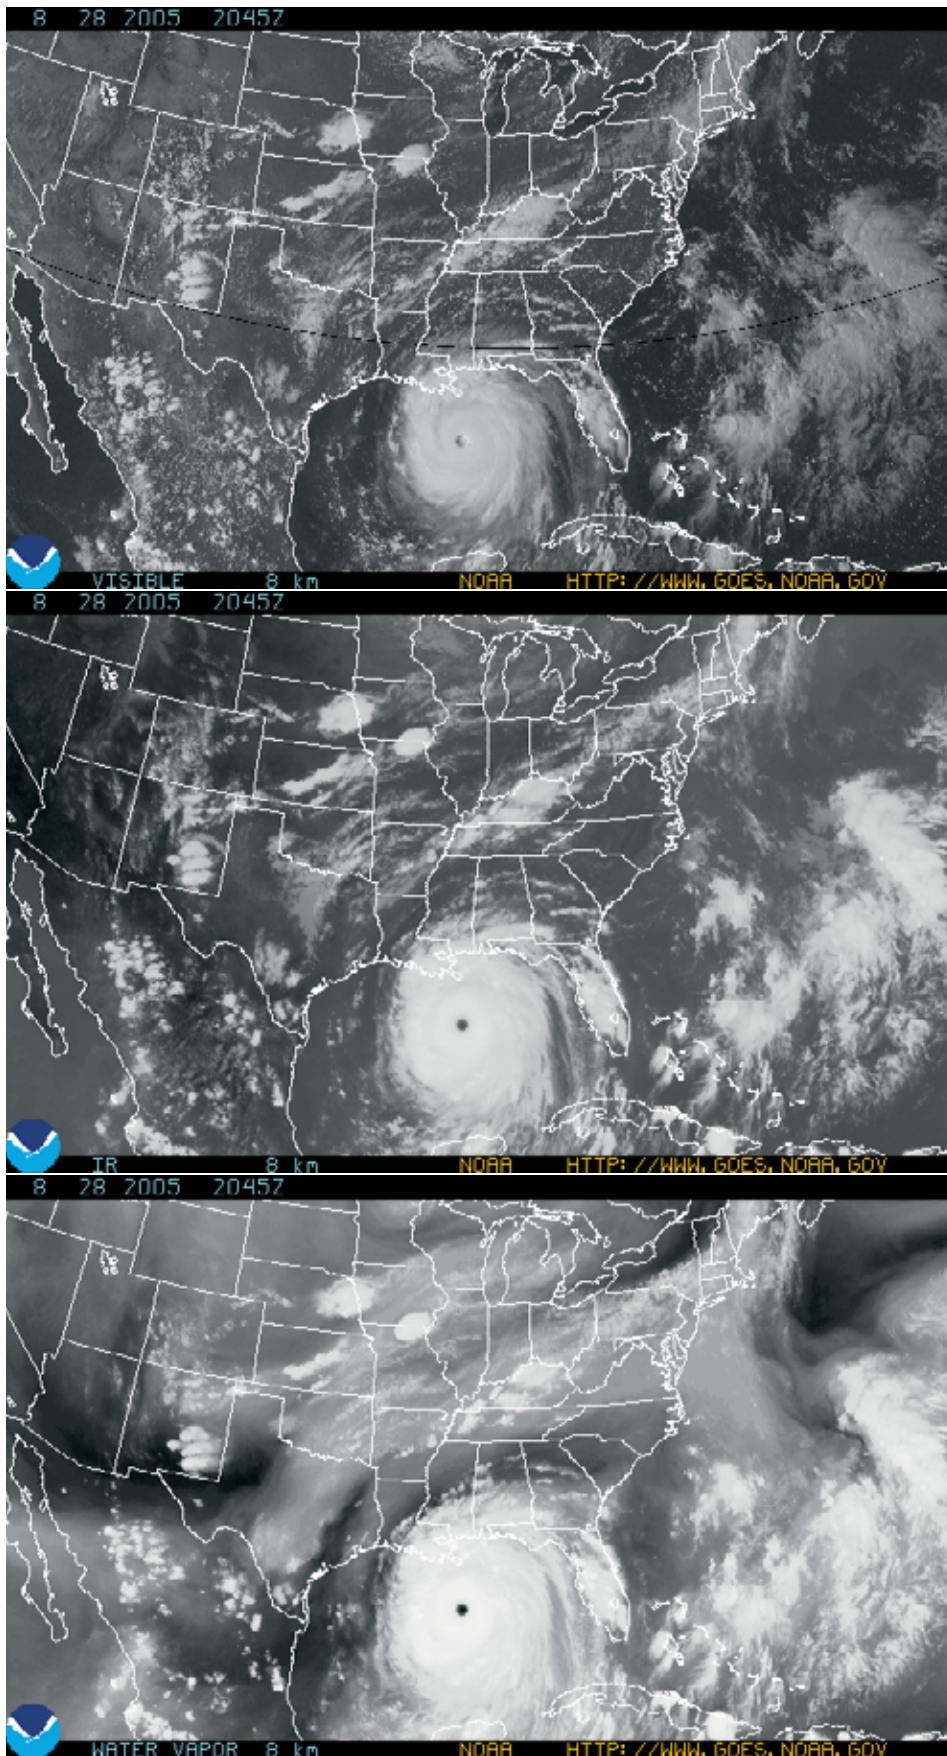 8 28 2005 2045Z
VISIBLE 8 km NOAA HTTP://WWW.GOES.NOAA.GOV
8 28 2005 2045Z
IR 8 km NOAA HTTP://WWW.GOES.NOAA.GOV
8 28 2005 2045Z
WATER VAPOR 8 km NOAA HTTP://WWW.GOES.NOAA.GOV